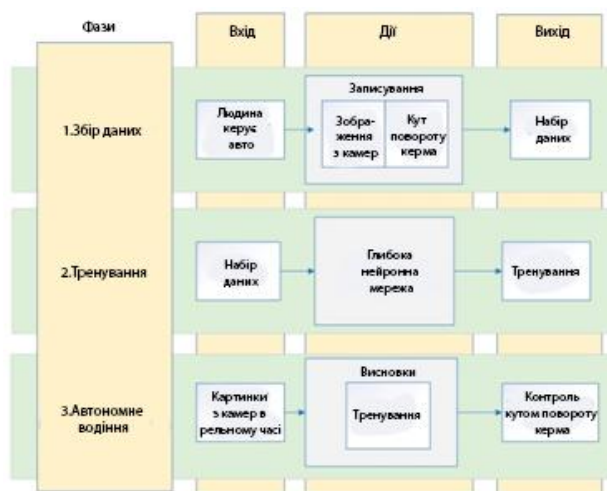 Фази
Вхід
Дії
Вихід
1.Збір даних
Людина
керує
авто
Записування
Зобра-
ження
з камер
Кут
повороту
керма
Набір
даних
2.Тренування
Набір
даних
Глибока
нейронна
мережа
Тренування
3.Автономне
водіння
Картинки
з камер в
рельному часі
Висновки
Тренування
Контроль
кутом повороту
керма